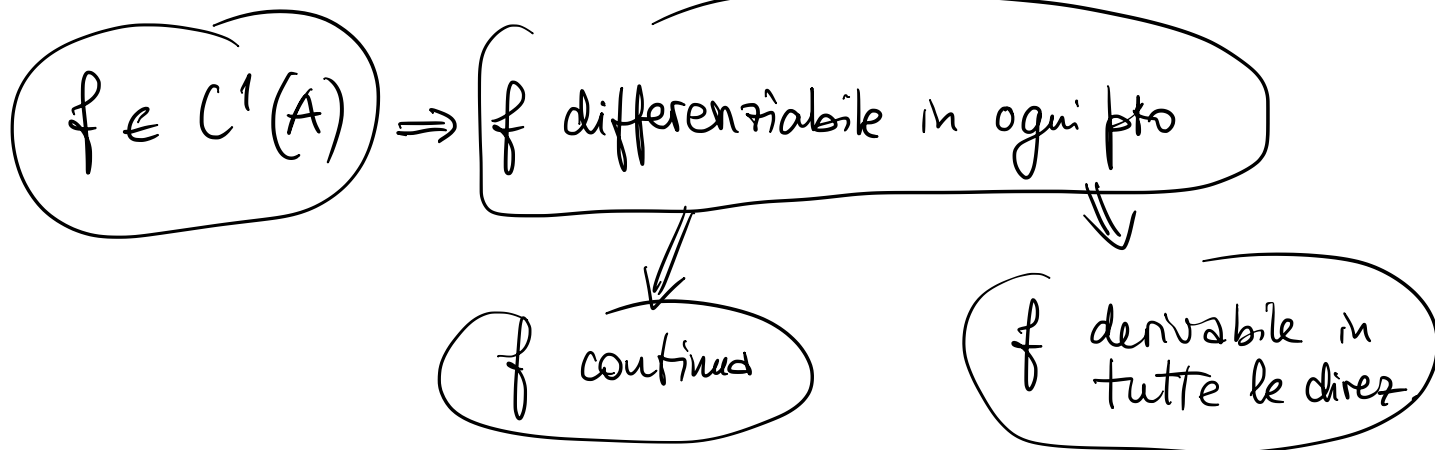 f ∈ C¹(A) ⇒ f differenziabile in ogni pto
⇓ ⇓
f continua
f derivabile in
tutte le direz.